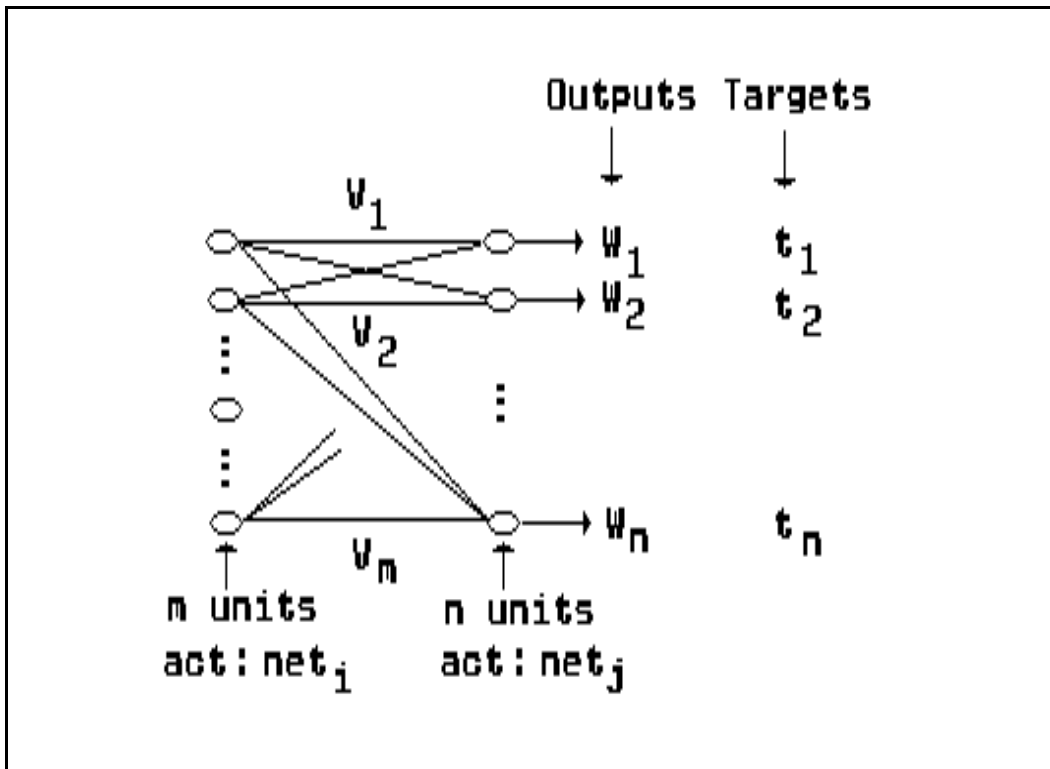 Outputs Targets
V1
W1 t1
W2 t2
V2
Wn tn
Vm
m units n units
act:neti act:netj